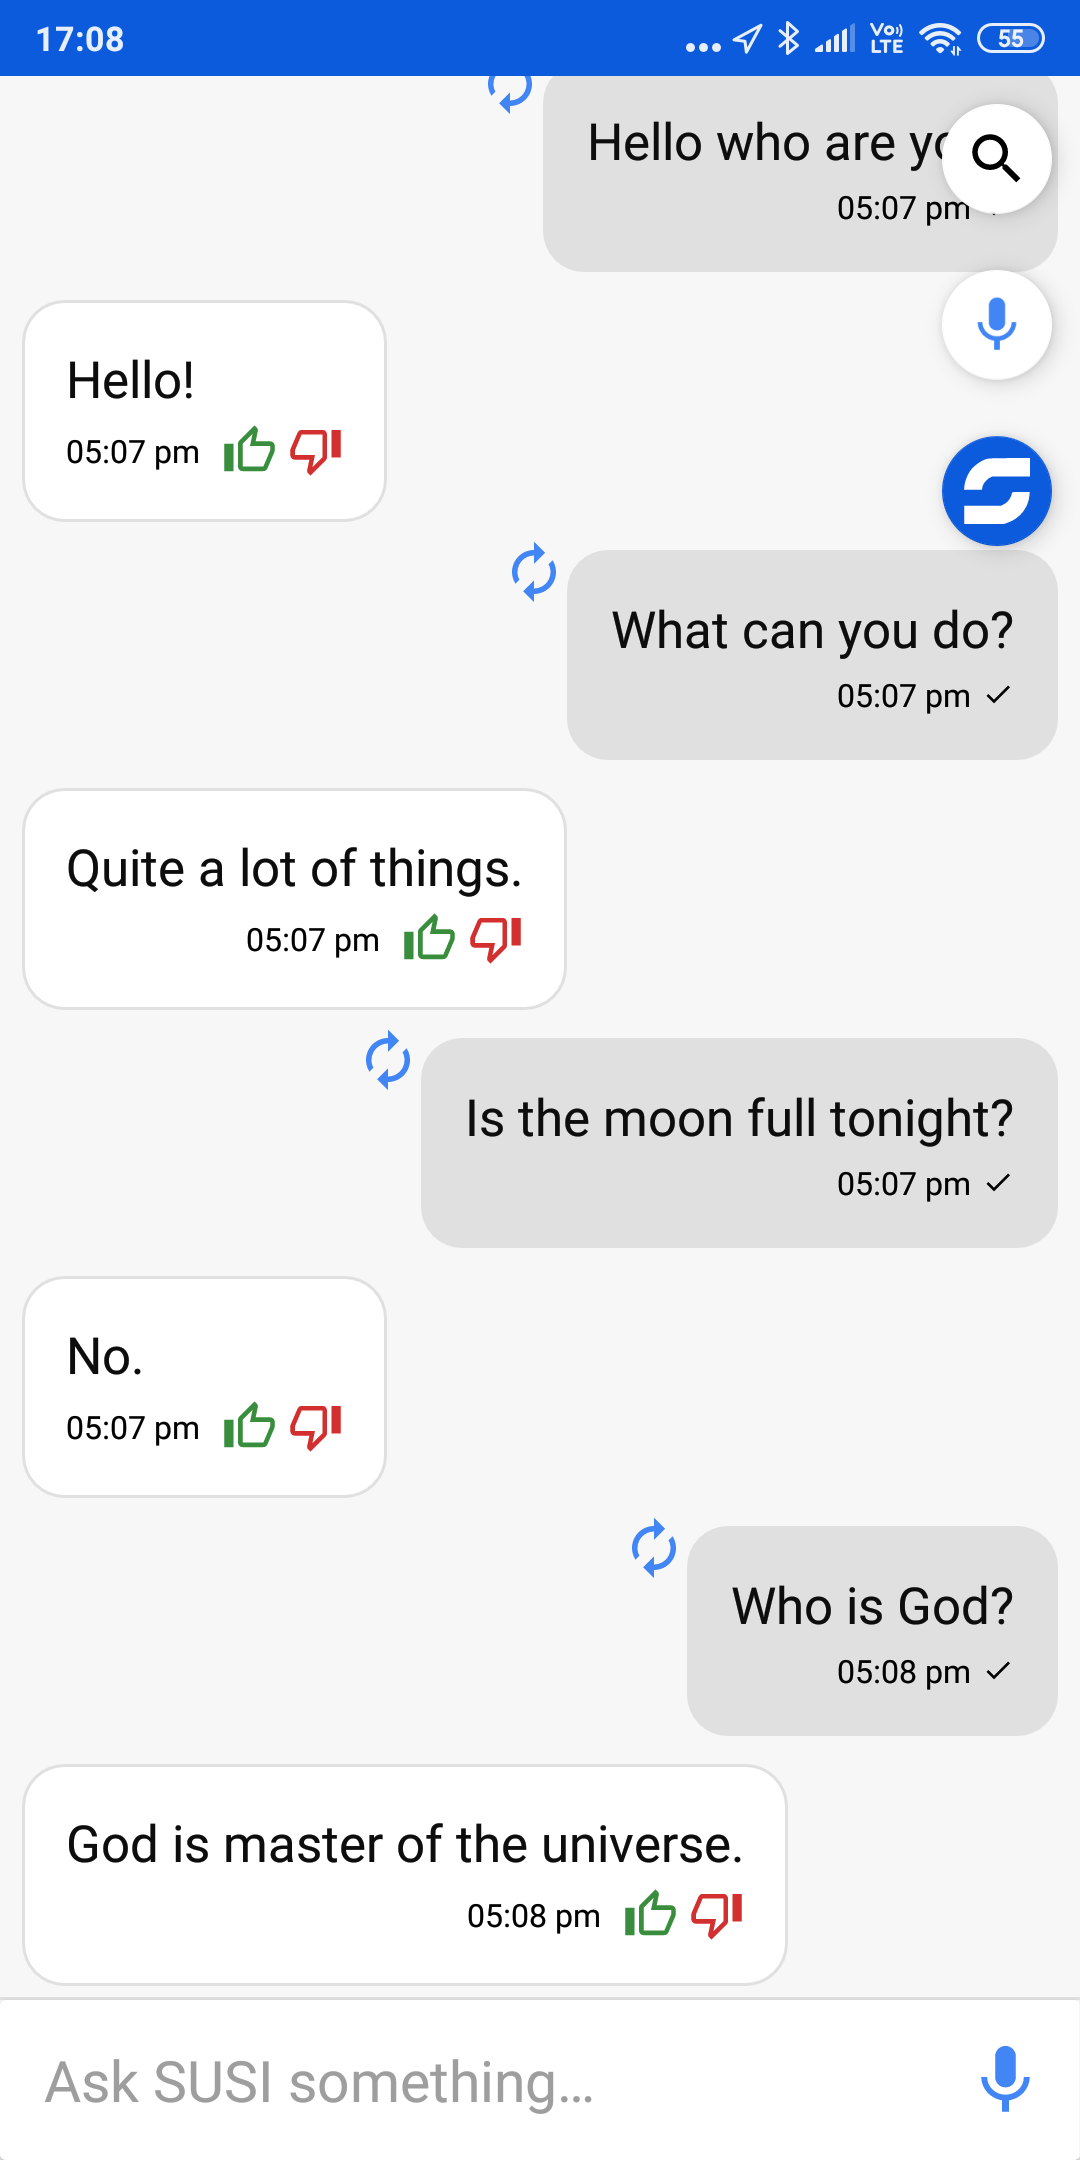 17:08
Vo)) LTE
55
Hello who are
05:07 pm
Hello!
05:07 pm
What can you do?
05:07 pm
Quite a lot of things.
05:07 pm
Is the moon full tonight?
05:07 pm
No.
05:07 pm
Who is God?
05:08 pm
God is master of the universe.
05:08 pm
Ask SUSI something...